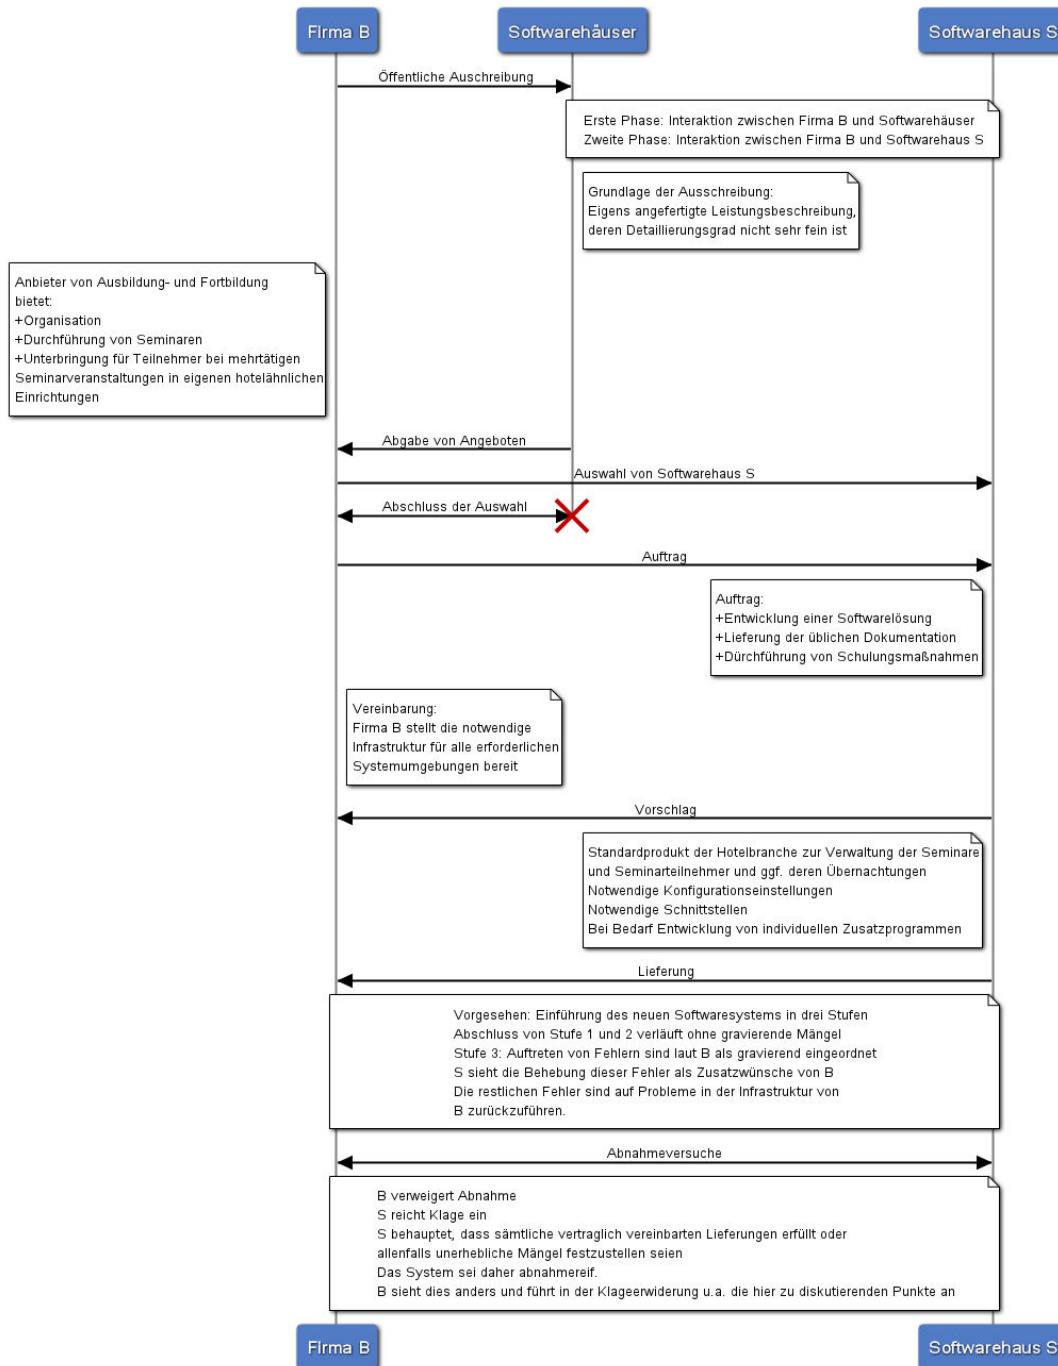 Firma B
Softwarehäuser
Softwarehaus S
Öffentliche Auschreibung
Erste Phase: Interaktion zwischen Firma B und Softwarehäuser
Zweite Phase: Interaktion zwischen Firma B und Softwarehaus S
Grundlage der Ausschreibung:
Eigens angefertigte Leistungsbeschreibung,
deren Detaillierungsgrad nicht sehr fein ist
Anbieter von Ausbildung- und Fortbildung
bietet:
+Organisation
+Durchführung von Seminaren
+Unterbringung für Teilnehmer bei mehrtätigen
Seminarveranstaltungen in eigenen hotelähnlichen
Einrichtungen
Abgabe von Angeboten
Auswahl von Softwarehaus S
Abschluss der Auswahl
Auftrag
Auftrag:
+Entwicklung einer Softwarelösung
+Lieferung der üblichen Dokumentation
+Dürchführung von Schulungsmaßnahmen
Vereinbarung:
Firma B stellt die notwendige
Infrastruktur für alle erforderlichen
Systemumgebungen bereit
Vorschlag
Standardprodukt der Hotelbranche zur Verwaltung der Seminare
und Seminarteilnehmer und ggf. deren Übernachtungen
Notwendige Konfigurationseinstellungen
Notwendige Schnittstellen
Bei Bedarf Entwicklung von individuellen Zusatzprogrammen
Lieferung
Vorgesehen: Einführung des neuen Softwaresystems in drei Stufen
Abschluss von Stufe 1 und 2 verläuft ohne gravierende Mängel
Stufe 3: Auftreten von Fehlern sind laut B als gravierend eingeordnet
S sieht die Behebung dieser Fehler als Zusatzwünsche von B
Die restlichen Fehler sind auf Probleme in der Infrastruktur von
B zurückzuführen.
Abnahmeversuche
B verweigert Abnahme
S reicht Klage ein
S behauptet, dass sämtliche vertraglich vereinbarten Lieferungen erfüllt oder
allenfalls unerhebliche Mängel festzustellen seien
Das System sei daher abnahmereif.
B sieht dies anders und führt in der Klageerwiderung u.a. die hier zu diskutierenden Punkte an
Firma B
Softwarehaus S